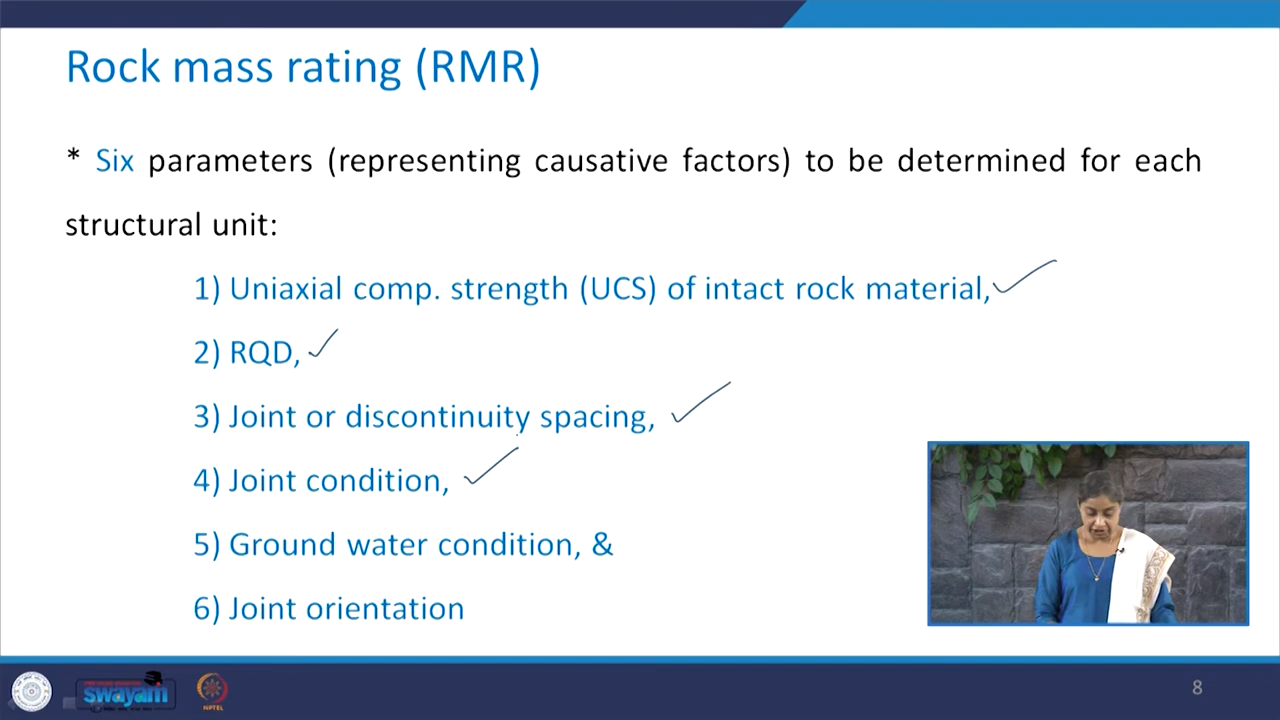 Rock mass rating (RMR)
* Six parameters (representing causative factors) to be determined for each
structural unit:
1) Uniaxial comp. strength (UCS) of intact rock material,
2) RQD,
3) Joint or discontinuity spacing,
4) Joint condition,
5) Ground water condition, &
6) Joint orientation
swayam
NPTEL
8